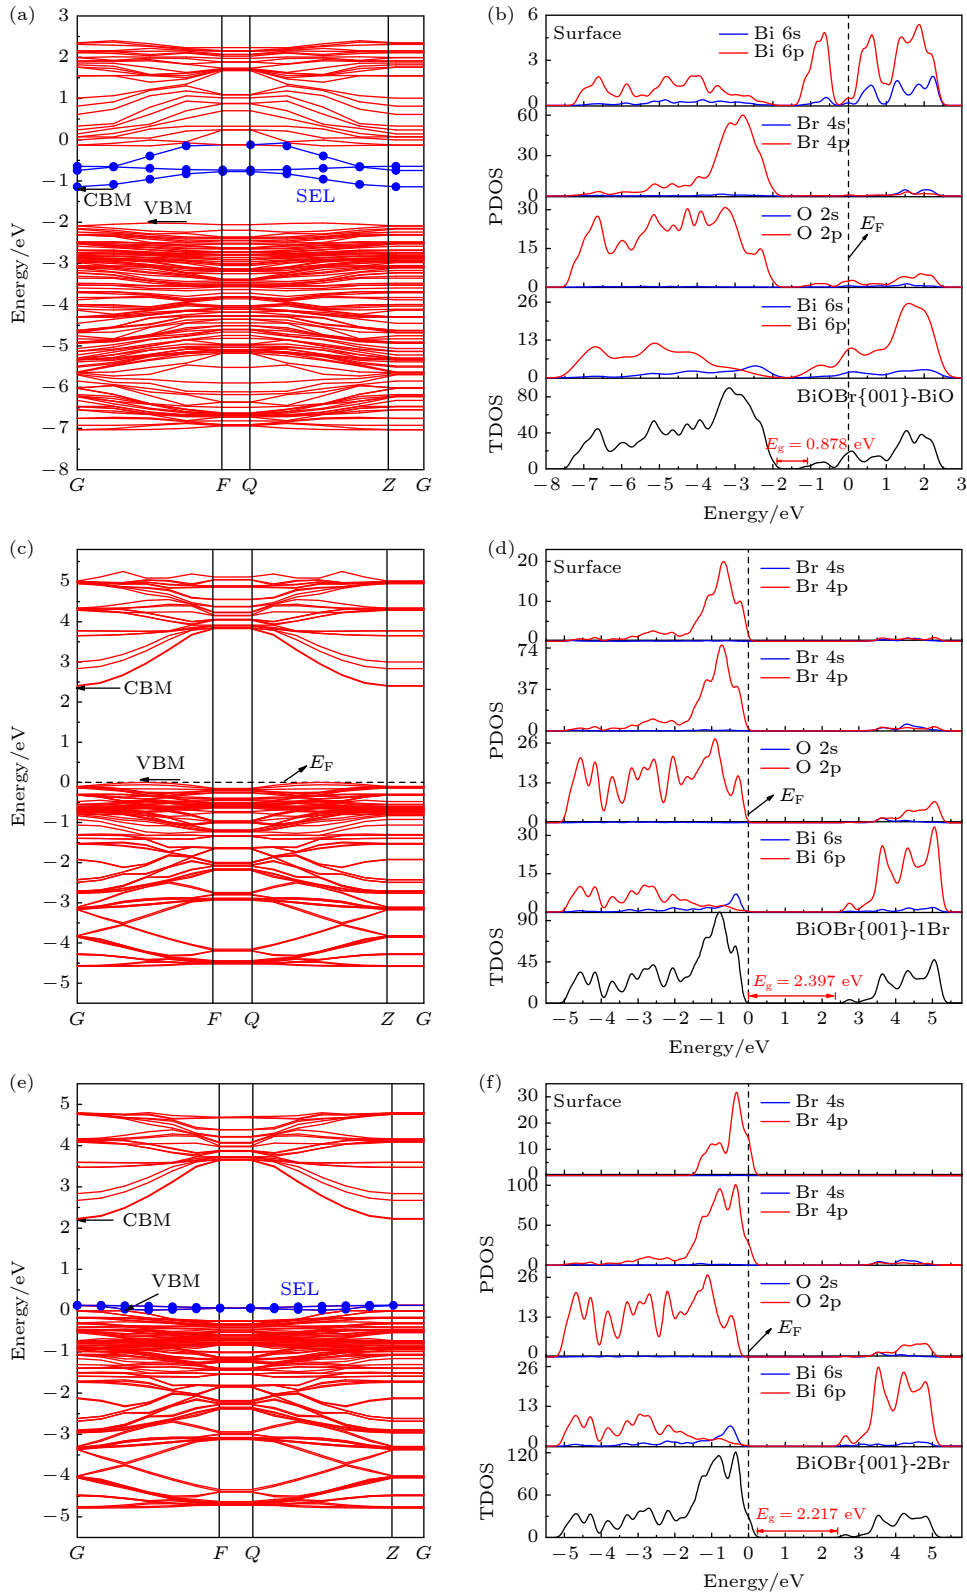 (a)
3
2
1
0
−1
−2
−3
−4
−5
−6
−7
−8
Energy/eV
CBM
VBM
SEL
G F Q Z G
(b)
Surface
Bi 6s
Bi 6p
6
3
0
Br 4s
Br 4p
60
30
0
PDOS
O 2s
O 2p
30
15
0
E_F
Bi 6s
Bi 6p
26
13
0
BiOBr{001}-BiO
80
40
0
TDOS
E_g = 0.878 eV
−8 −7 −6 −5 −4 −3 −2 −1 0 1 2 3
Energy/eV
(c)
5
4
3
2
1
0
−1
−2
−3
−4
−5
Energy/eV
CBM
VBM
E_F
G F Q Z G
(d)
Surface
Br 4s
Br 4p
20
10
0
Br 4s
Br 4p
74
37
0
PDOS
O 2s
O 2p
26
13
0
E_F
Bi 6s
Bi 6p
30
15
0
BiOBr{001}-1Br
90
45
0
TDOS
E_g = 2.397 eV
−5 −4 −3 −2 −1 0 1 2 3 4 5
Energy/eV
(e)
5
4
3
2
1
0
−1
−2
−3
−4
−5
Energy/eV
CBM
VBM
SEL
G F Q Z G
(f)
Surface
Br 4s
Br 4p
30
20
10
0
Br 4s
Br 4p
100
50
0
PDOS
O 2s
O 2p
26
13
0
E_F
Bi 6s
Bi 6p
26
13
0
BiOBr{001}-2Br
120
60
0
TDOS
E_g = 2.217 eV
−5 −4 −3 −2 −1 0 1 2 3 4 5
Energy/eV